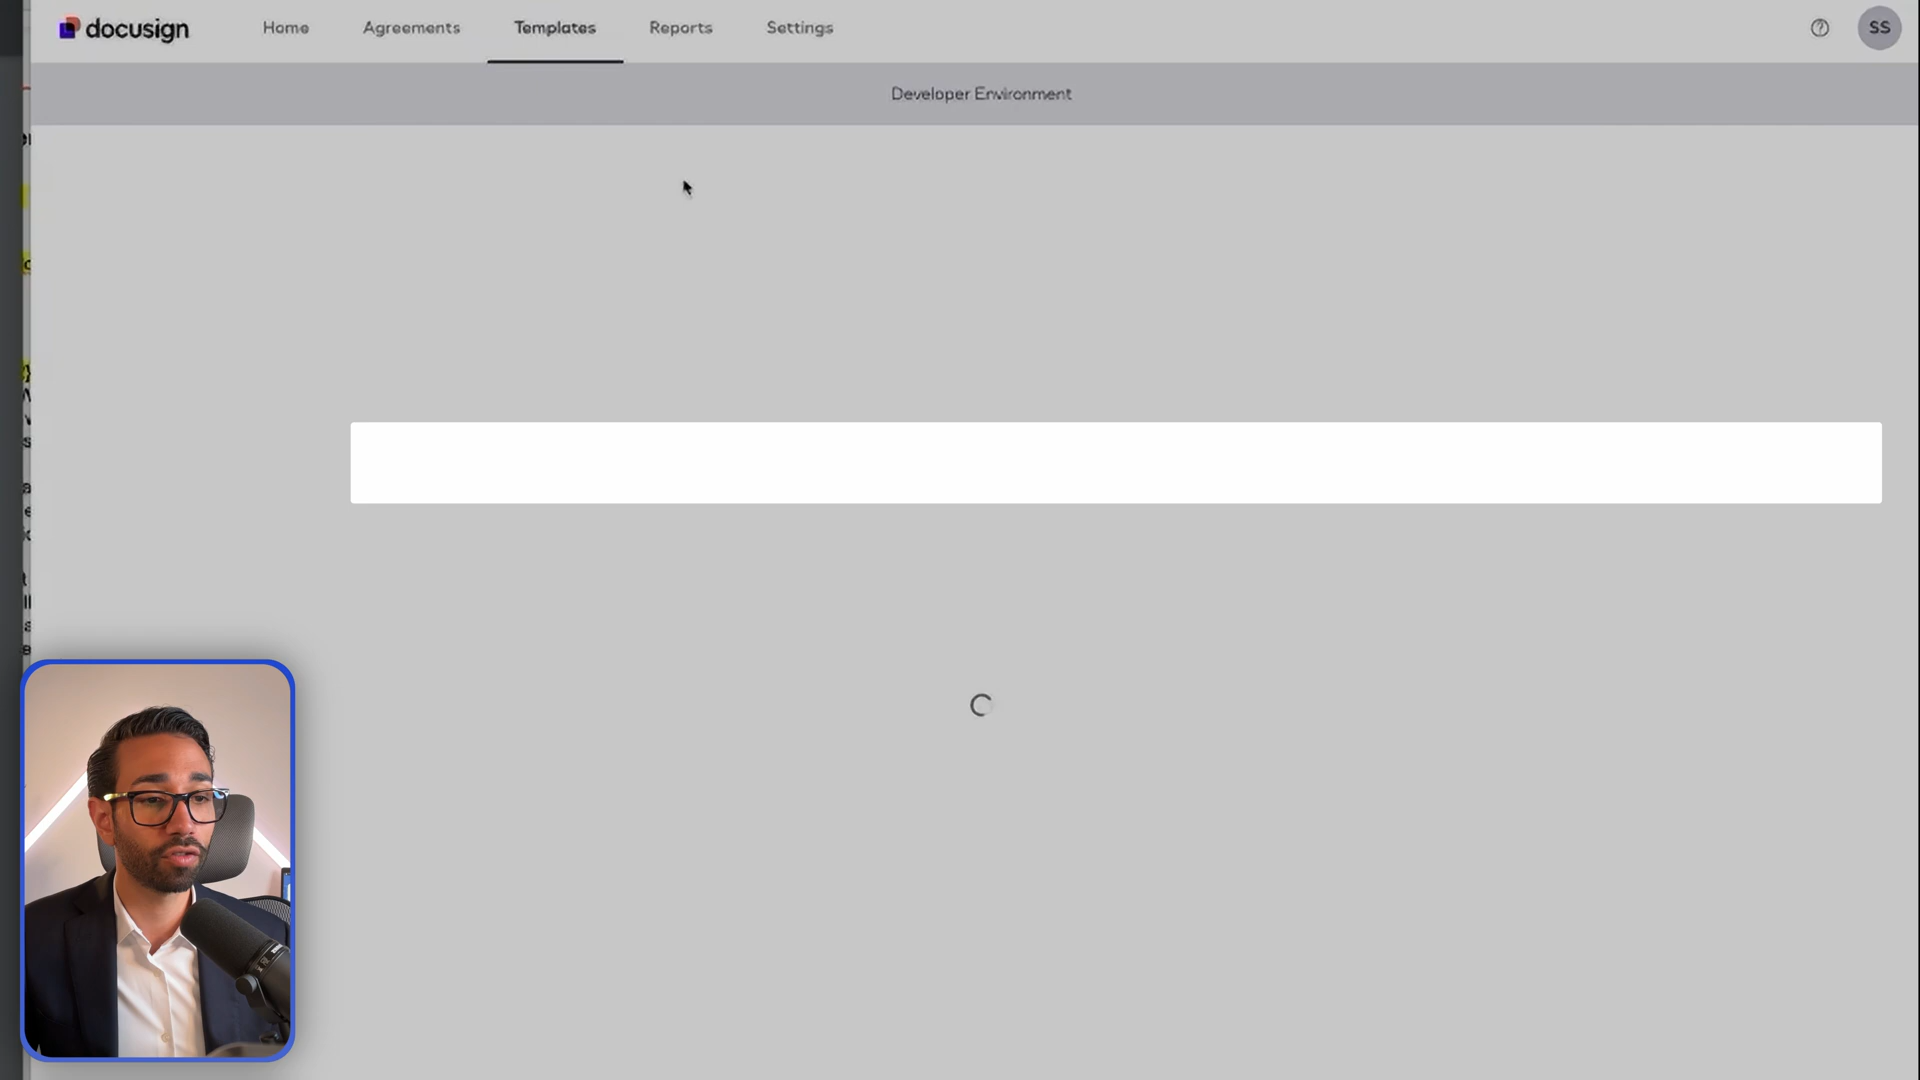 docusign
Home
Agreements
Templates
Reports
Settings
SS
Developer Environment